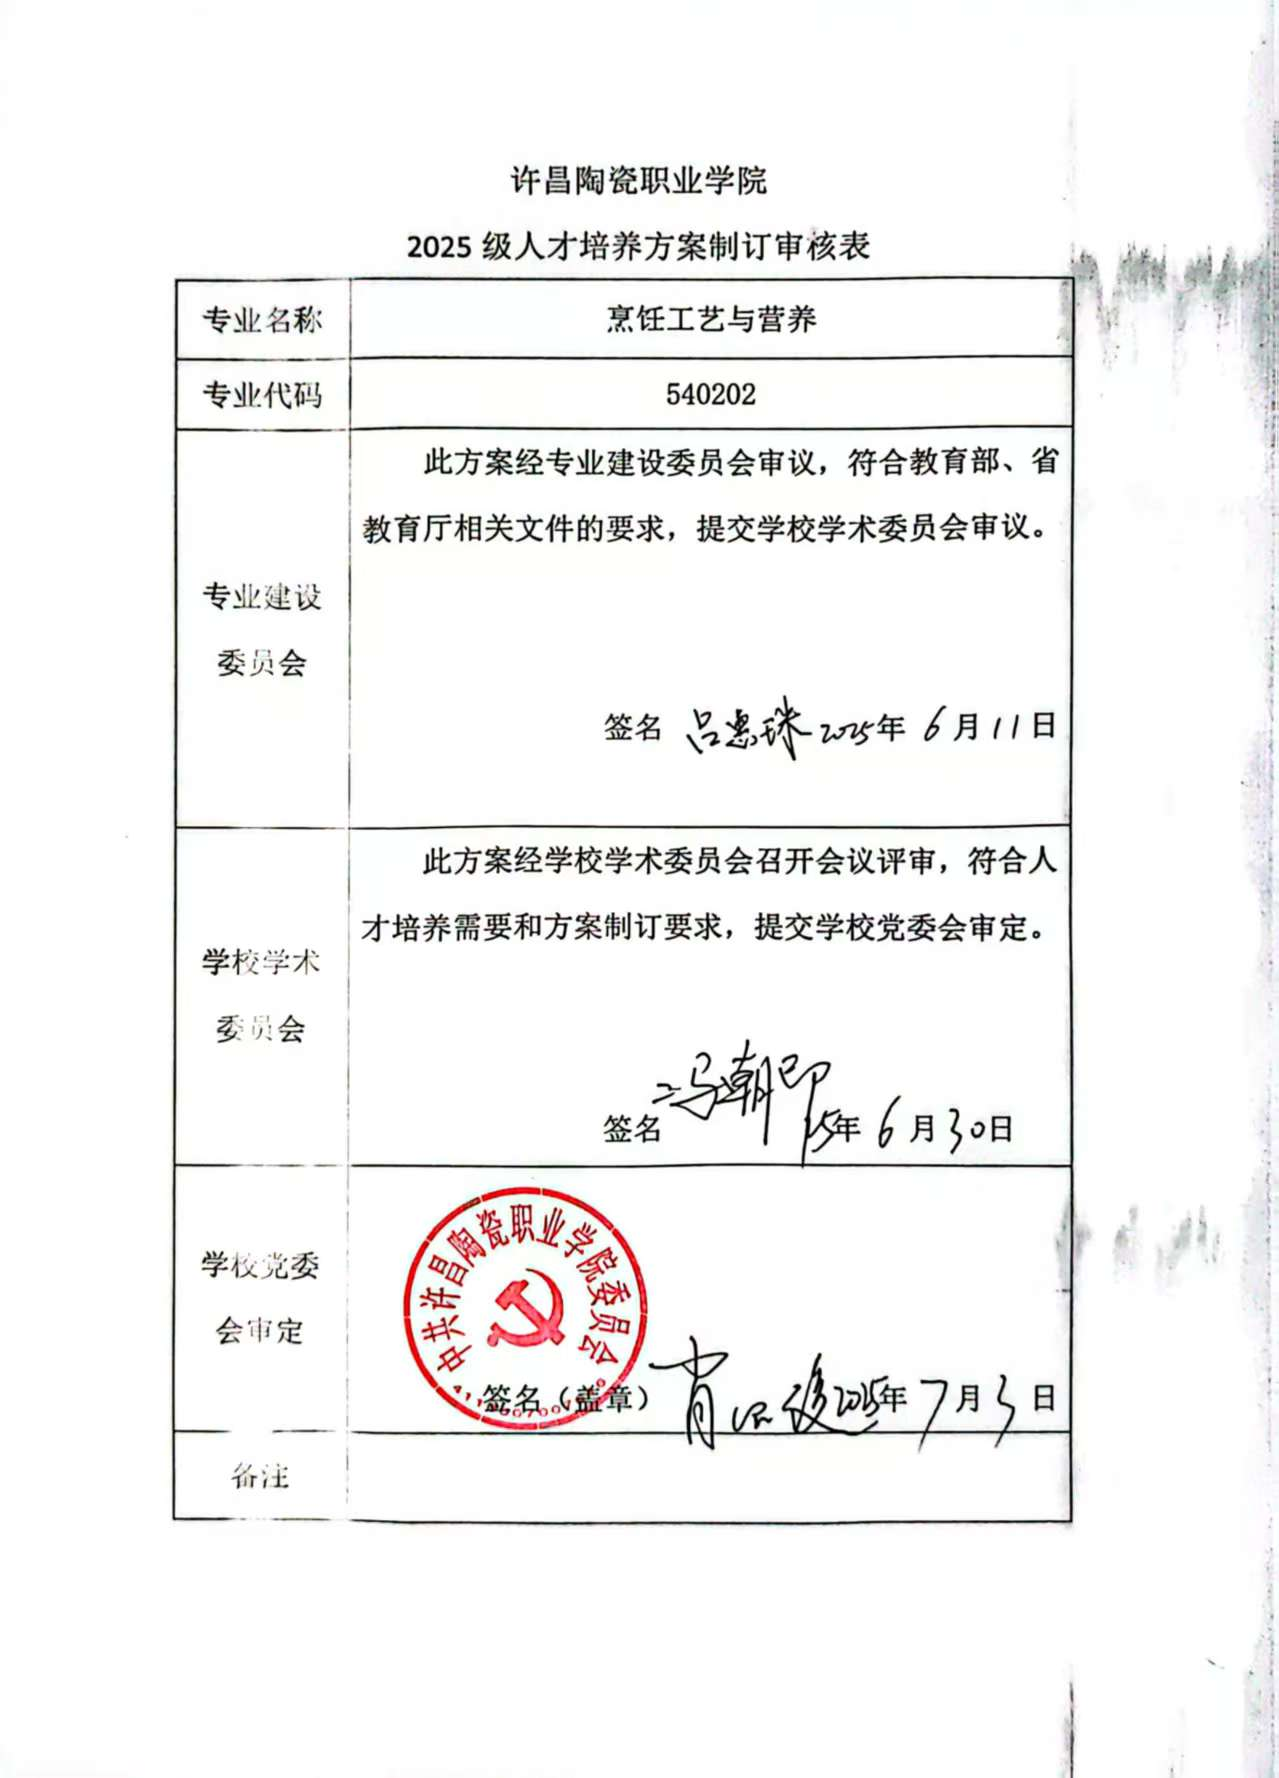 许昌陶瓷职业学院
2025 级人才培养方案制订审核表
专业名称
烹饪工艺与营养
专业代码
540202
专业建设
委员会
此方案经专业建设委员会审议，符合教育部、省
教育厅相关文件的要求，提交学校学术委员会审议。
签名 吕惠珠 2025年 6月11日
学校学术
委员会
此方案经学校学术委员会召开会议评审，符合人
才培养需要和方案制订要求，提交学校党委会审定。
签名 冯潮印 25年 6月30日
学校党委
会审定
中共许昌陶瓷职业学院委员会
签名（盖章） 肖 2025年 7月3日
备注